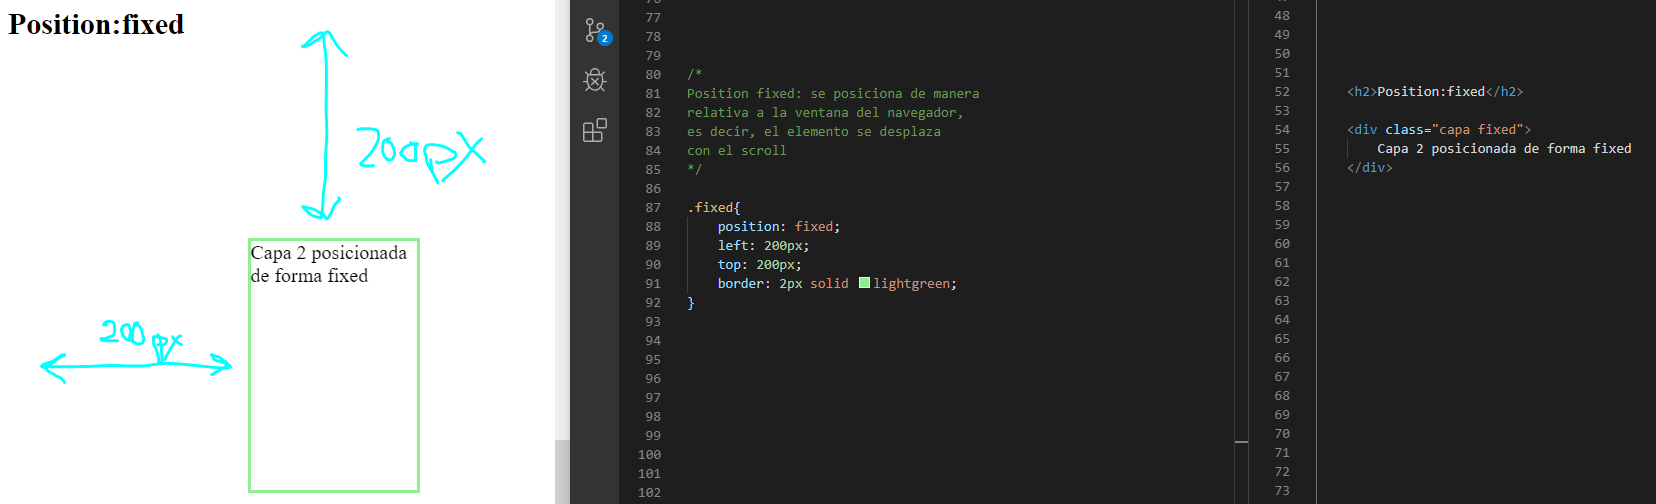 Position:fixed
200px
Capa 2 posicionada
de forma fixed
200px
2
77
78
79
80 /*
81 Position fixed: se posiciona de manera
82 relativa a la ventana del navegador,
83 es decir, el elemento se desplaza
84 con el scroll
85 */
86
87 .fixed{
88 position: fixed;
89 left: 200px;
90 top: 200px;
91 border: 2px solid lightgreen;
92 }
93
94
95
96
97
98
99
100
101
102
48
49
50
51
52 <h2>Position:fixed</h2>
53
54 <div class="capa fixed">
55 Capa 2 posicionada de forma fixed
56 </div>
57
58
59
60
61
62
63
64
65
66
67
68
69
70
71
72
73